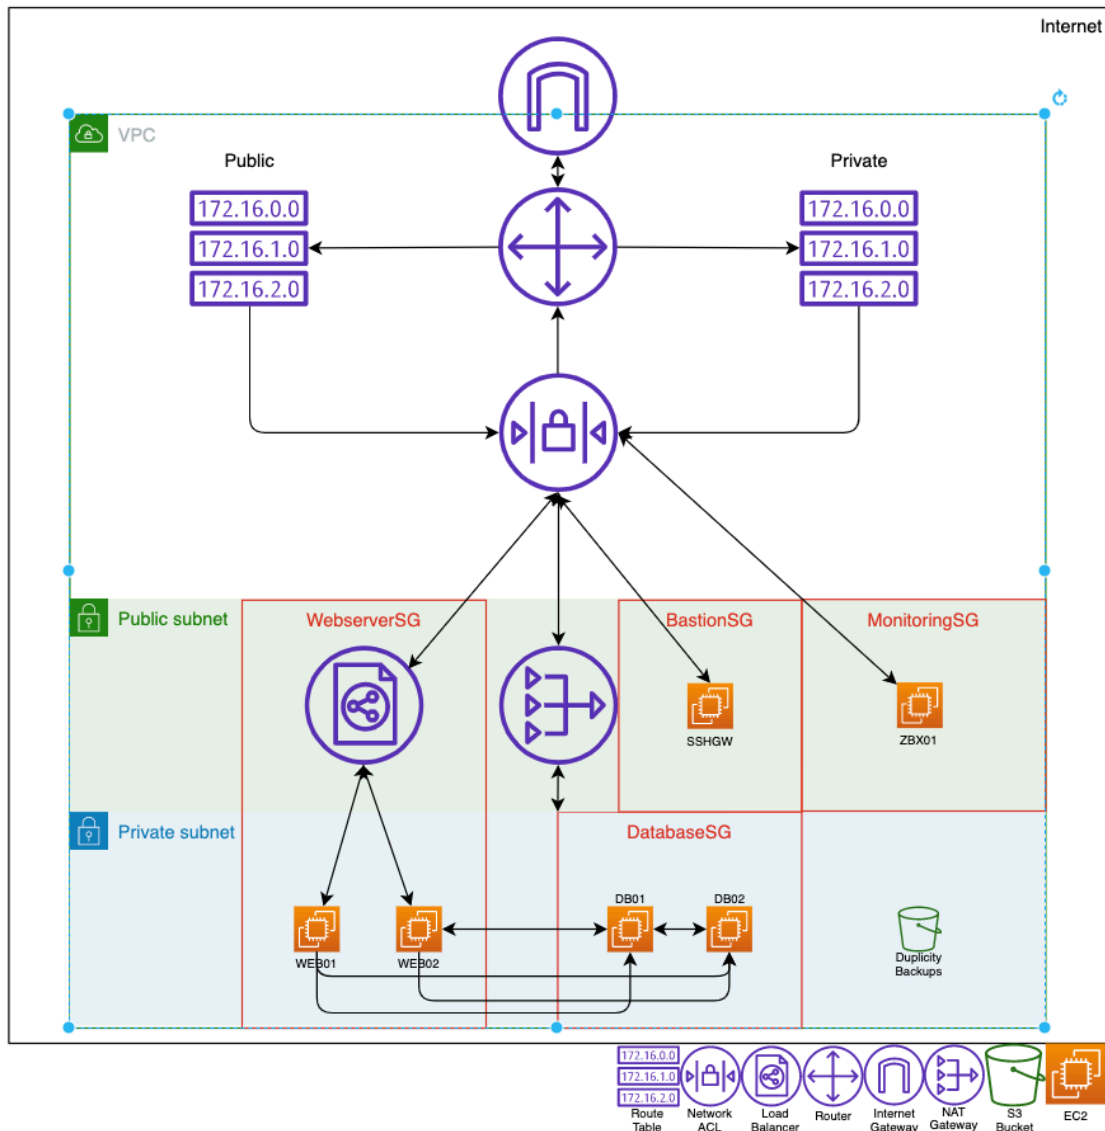 Internet
VPC
Public
Private
172.16.0.0
172.16.1.0
172.16.2.0
172.16.0.0
172.16.1.0
172.16.2.0
Public subnet
WebserverSG
BastionSG
MonitoringSG
SSHGW
ZBX01
Private subnet
DatabaseSG
DB01
DB02
WEB01
WEB02
Duplicity
Backups
172.16.0.0
172.16.1.0
172.16.2.0
Route
Table
Network
ACL
Load
Balancer
Router
Internet
Gateway
NAT
Gateway
S3
Bucket
EC2